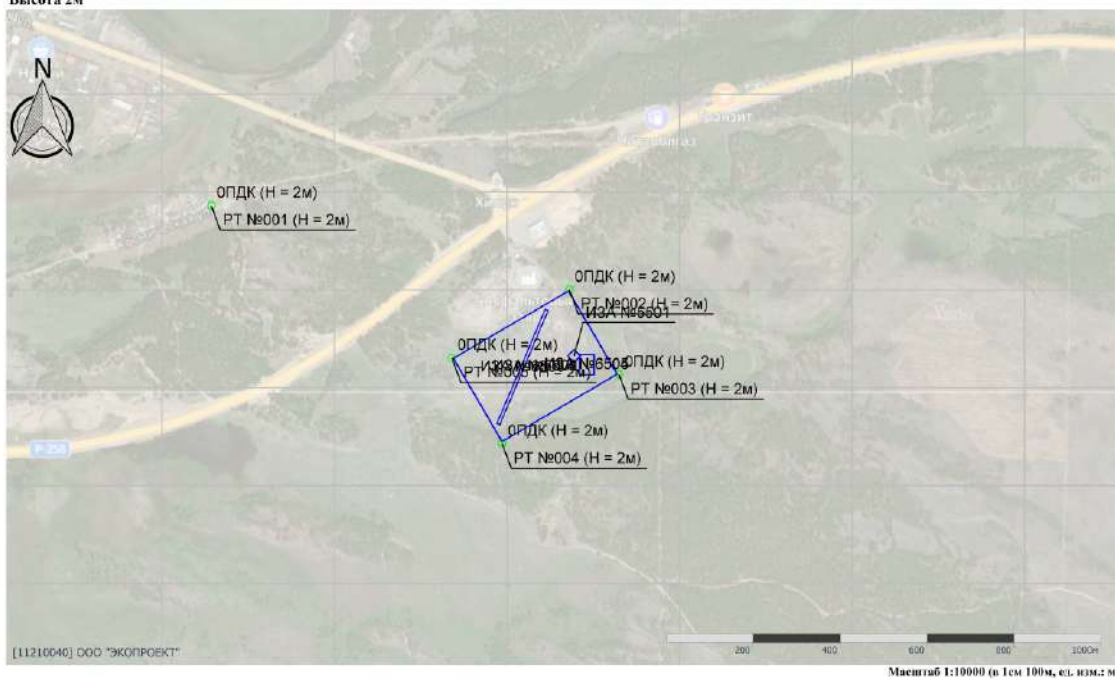 Высота 2м
N
0ПДК (Н = 2м)
РТ №001 (Н = 2м)
0ПДК (Н = 2м)
РТ №002 (Н = 2м)
0ПДК (Н = 2м)
0ПДК (Н = 2м)
РТ №003 (Н = 2м)
0ПДК (Н = 2м)
РТ №004 (Н = 2м)
Р-258
[11210040] ООО "ЭКОПРОЕКТ"
200 400 600 800 1000м
Масштаб 1:10000 (в 1см 100м, ед. изм.: м